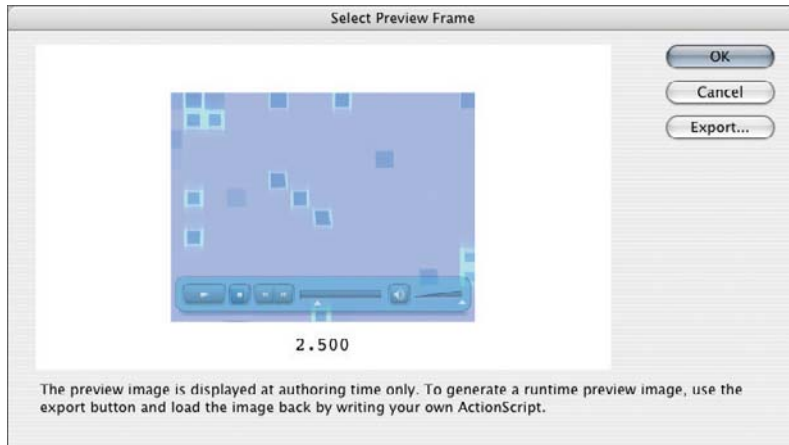 Select Preview Frame
OK
Cancel
Export...
2.500
The preview image is displayed at authoring time only. To generate a runtime preview image, use the
export button and load the image back by writing your own ActionScript.